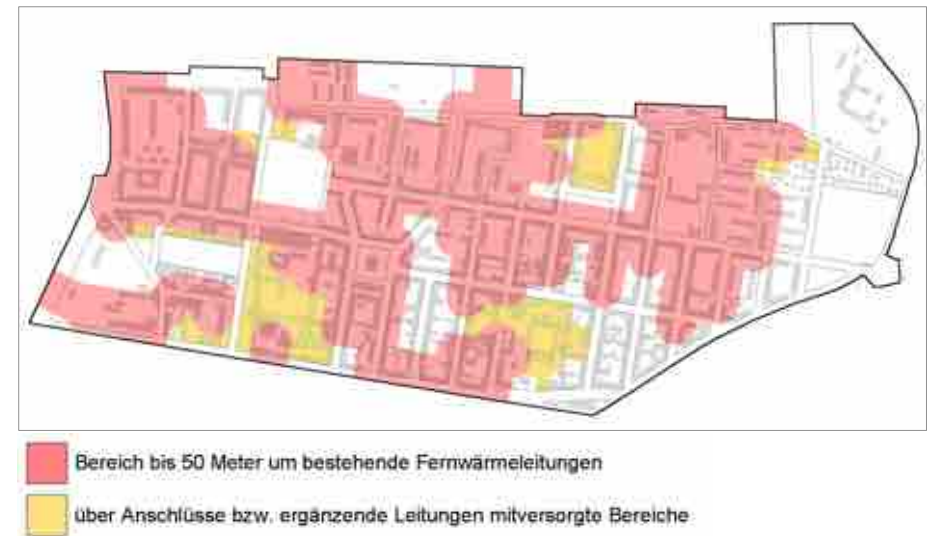 Bereich bis 50 Meter um bestehende Fernwärmeleitungen
über Anschlüsse bzw. ergänzende Leitungen mitversorgte Bereiche